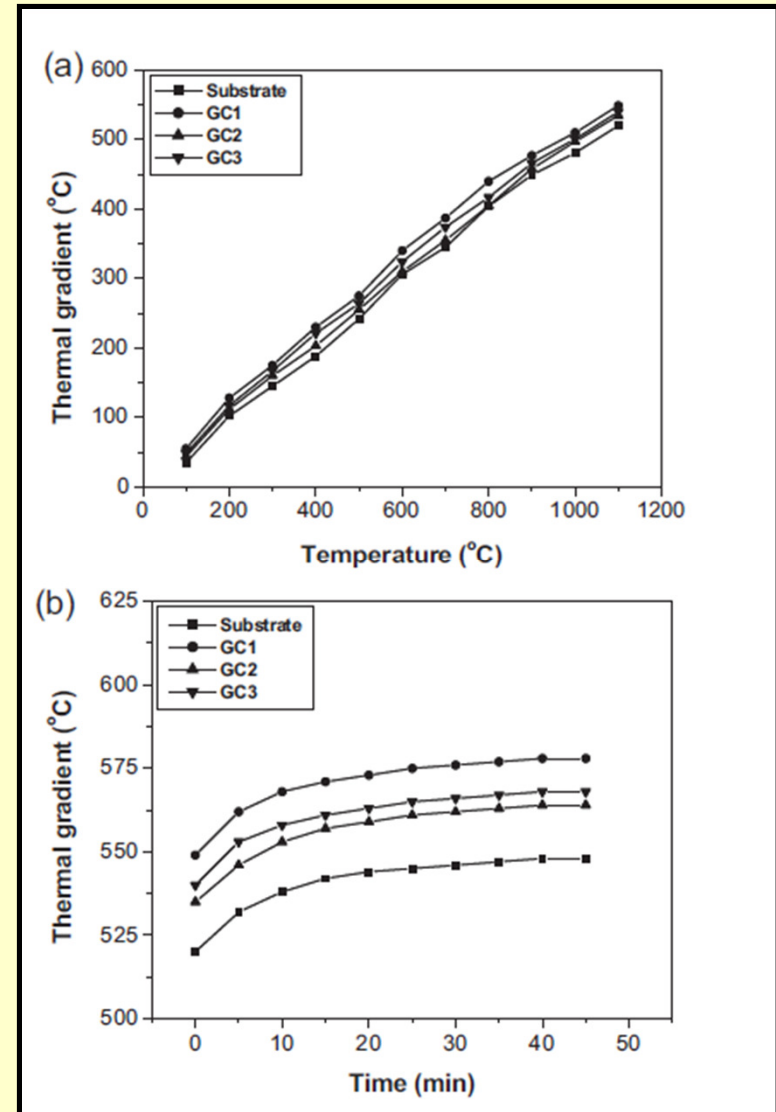 (a)
600
500
400
300
200
100
0
Thermal gradient (°C)
Substrate
GC1
GC2
GC3
0 200 400 600 800 1000 1200
Temperature (°C)
(b)
625
600
575
550
525
500
Thermal gradient (°C)
Substrate
GC1
GC2
GC3
0 10 20 30 40 50
Time (min)